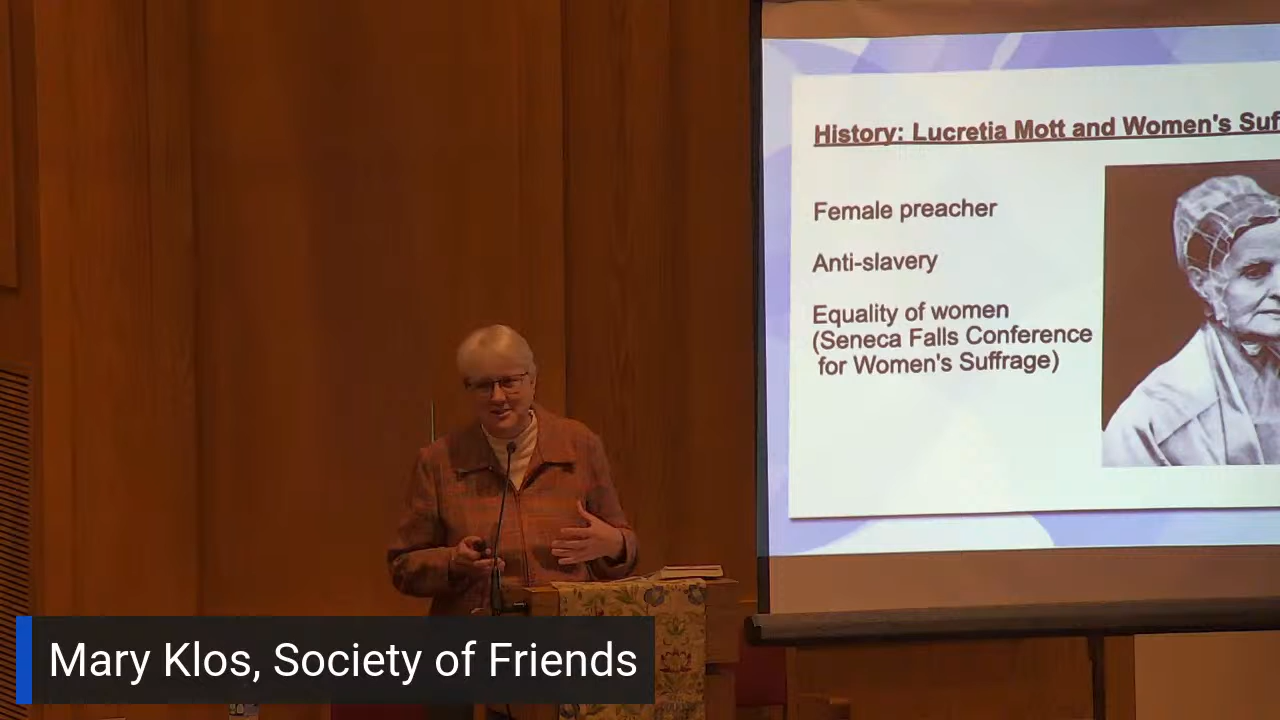 History: Lucretia Mott and Women's Suf
Female preacher
Anti-slavery
Equality of women
(Seneca Falls Conference
for Women's Suffrage)
Mary Klos, Society of Friends